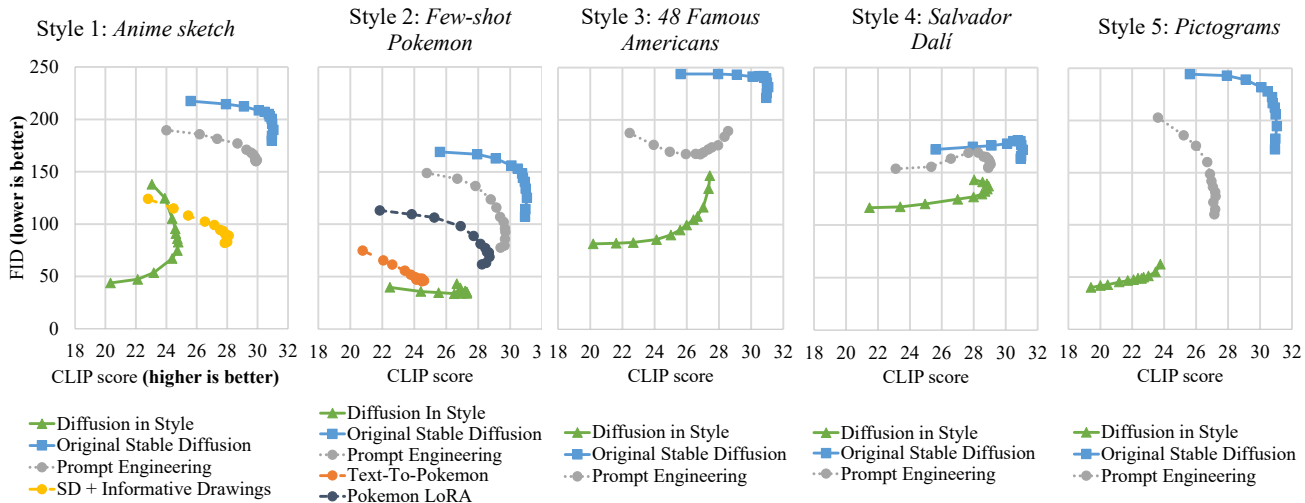 Style 1: Anime sketch
Style 2: Few-shot
Pokemon
Style 3: 48 Famous
Americans
Style 4: Salvador
Dalí
Style 5: Pictograms
FID (lower is better)
250
200
150
100
50
0
18 20 22 24 26 28 30 32
18 20 22 24 26 28 30 32
18 20 22 24 26 28 30 32
18 20 22 24 26 28 30 32
18 20 22 24 26 28 30 32
CLIP score (higher is better)
CLIP score
CLIP score
CLIP score
CLIP score
Diffusion in Style
Original Stable Diffusion
Prompt Engineering
SD + Informative Drawings
Diffusion In Style
Original Stable Diffusion
Prompt Engineering
Text-To-Pokemon
Pokemon LoRA
Diffusion in Style
Original Stable Diffusion
Prompt Engineering
Diffusion in Style
Original Stable Diffusion
Prompt Engineering
Diffusion in Style
Original Stable Diffusion
Prompt Engineering